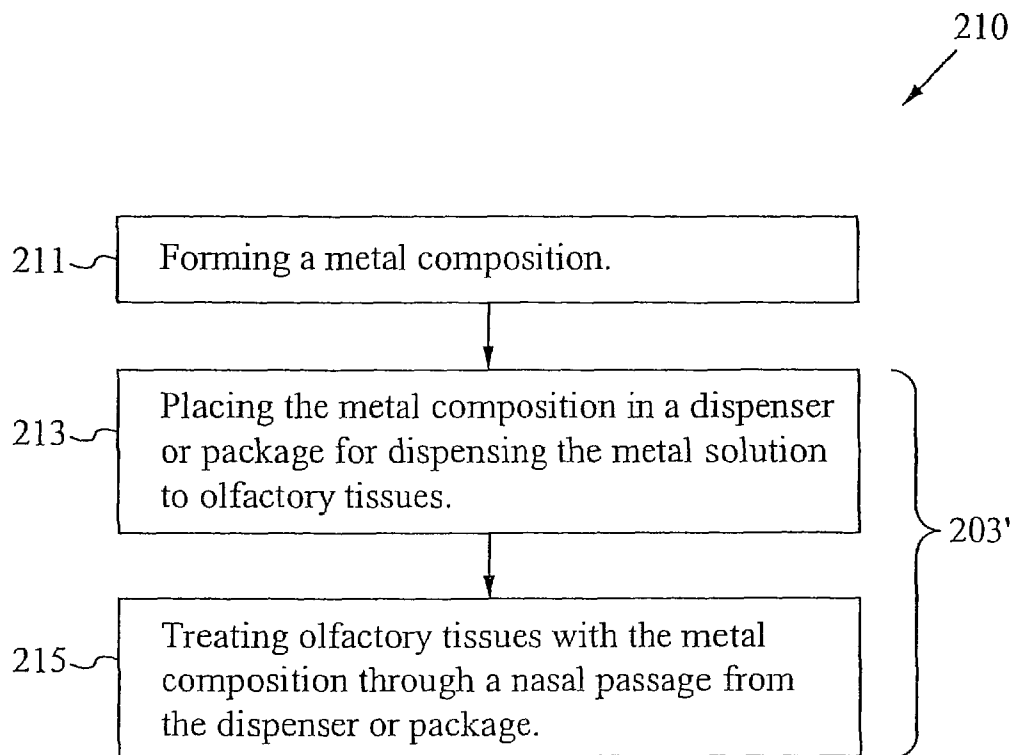 210
211
Forming a metal composition.
213
Placing the metal composition in a dispenser
or package for dispensing the metal solution
to olfactory tissues.
203'
215
Treating olfactory tissues with the metal
composition through a nasal passage from
the dispenser or package.